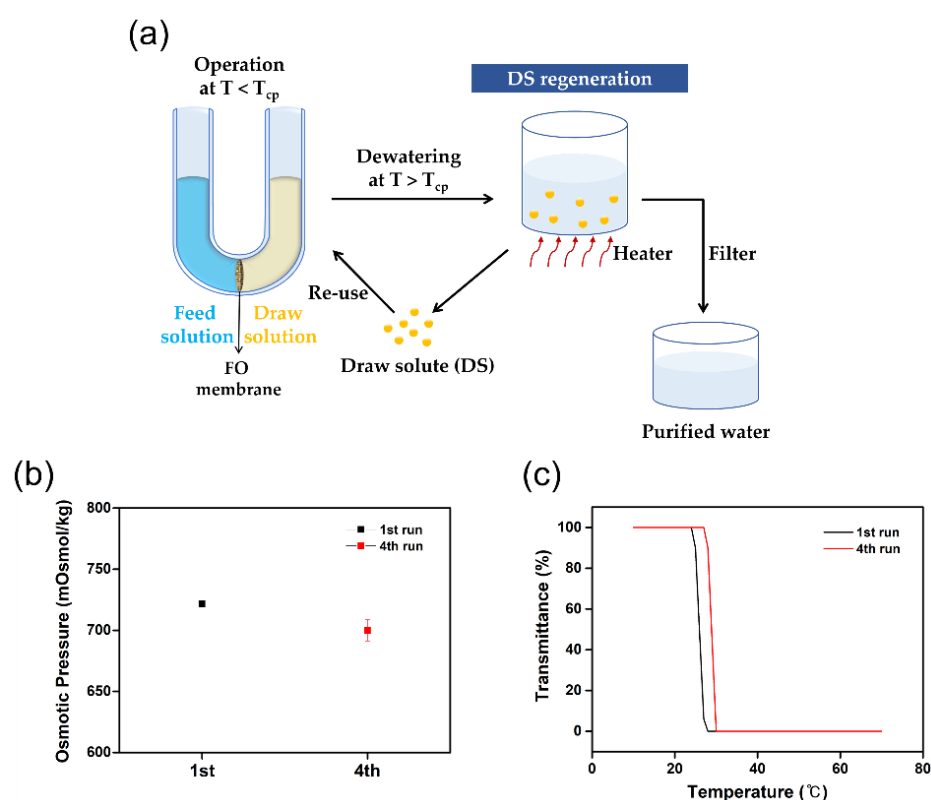 (a)
Operation
at T < Tcp
DS regeneration
Dewatering
at T > Tcp
Heater
Filter
Re-use
Feed
solution
Draw
solution
FO
membrane
Draw solute (DS)
Purified water
(b)
Osmotic Pressure (mOsmol/kg)
800
750
700
650
600
1st run
4th run
1st
4th
(c)
Transmittance (%)
100
80
60
40
20
0
1st run
4th run
0
20
40
60
80
Temperature (℃)